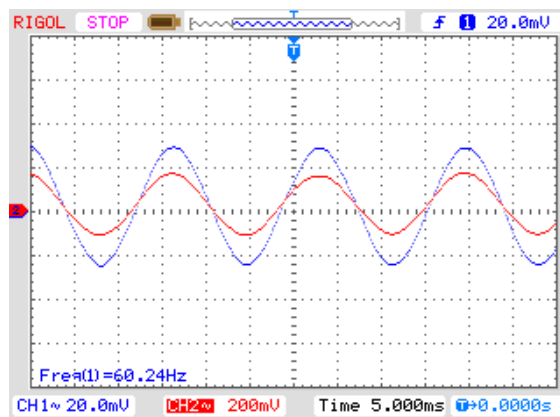 RIGOL STOP T f 1 20.0mV
T
2
Freq(1)=60.24Hz
CH1~ 20.0mV CH2~ 200mV Time 5.000ms T→0.0000s